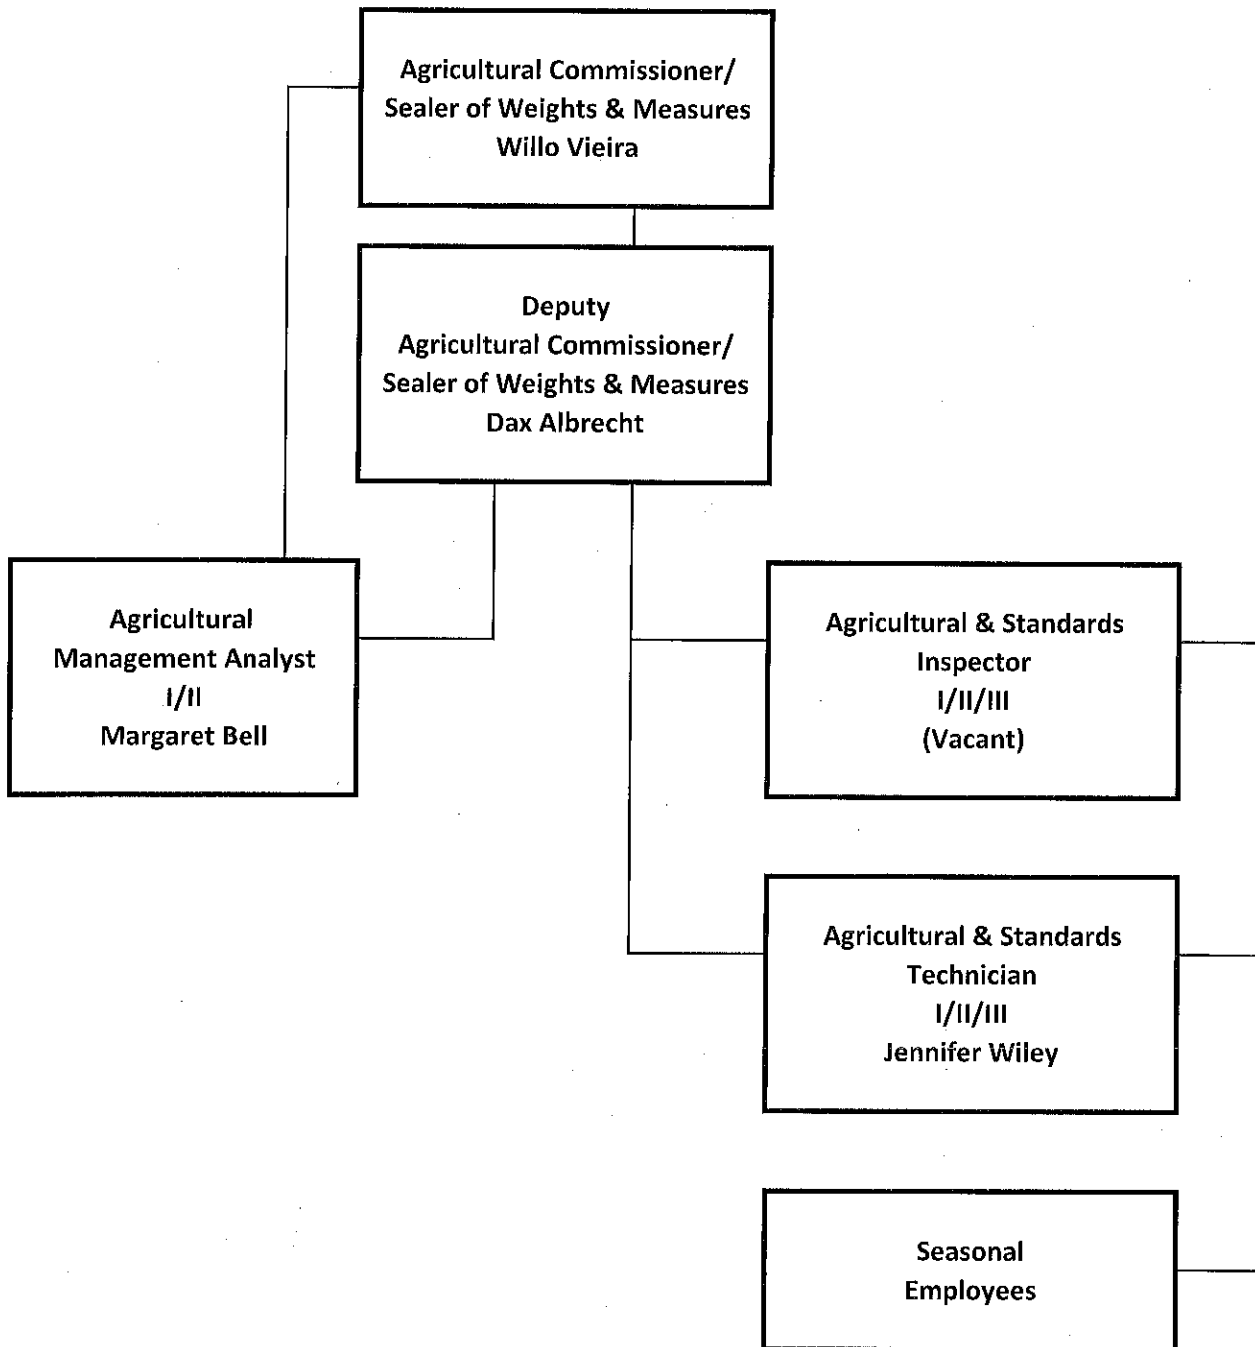 Agricultural Commissioner/
Sealer of Weights & Measures
Willo Vieira
Deputy
Agricultural Commissioner/
Sealer of Weights & Measures
Dax Albrecht
Agricultural
Management Analyst
I/II
Margaret Bell
Agricultural & Standards
Inspector
I/II/III
(Vacant)
Agricultural & Standards
Technician
I/II/III
Jennifer Wiley
Seasonal
Employees